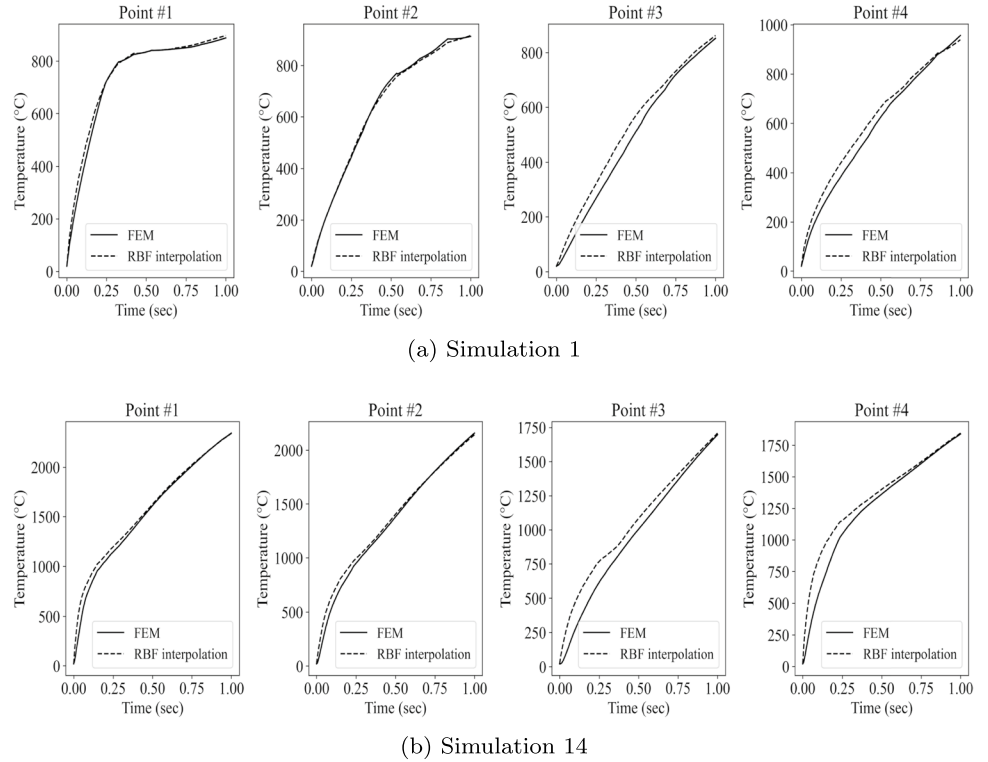 Point #1
Point #2
Point #3
Point #4
Temperature (°C)
800
600
400
200
0
FEM
RBF interpolation
0.00 0.25 0.50 0.75 1.00
Time (sec)
Temperature (°C)
800
600
400
200
0
FEM
RBF interpolation
0.00 0.25 0.50 0.75 1.00
Time (sec)
Temperature (°C)
800
600
400
200
0
FEM
RBF interpolation
0.00 0.25 0.50 0.75 1.00
Time (sec)
Temperature (°C)
1000
800
600
400
200
0
FEM
RBF interpolation
0.00 0.25 0.50 0.75 1.00
Time (sec)
(a) Simulation 1
Point #1
Point #2
Point #3
Point #4
Temperature (°C)
2000
1500
1000
500
0
FEM
RBF interpolation
0.00 0.25 0.50 0.75 1.00
Time (sec)
Temperature (°C)
2000
1500
1000
500
0
FEM
RBF interpolation
0.00 0.25 0.50 0.75 1.00
Time (sec)
Temperature (°C)
1750
1500
1250
1000
750
500
250
0
FEM
RBF interpolation
0.00 0.25 0.50 0.75 1.00
Time (sec)
Temperature (°C)
1750
1500
1250
1000
750
500
250
0
FEM
RBF interpolation
0.00 0.25 0.50 0.75 1.00
Time (sec)
(b) Simulation 14